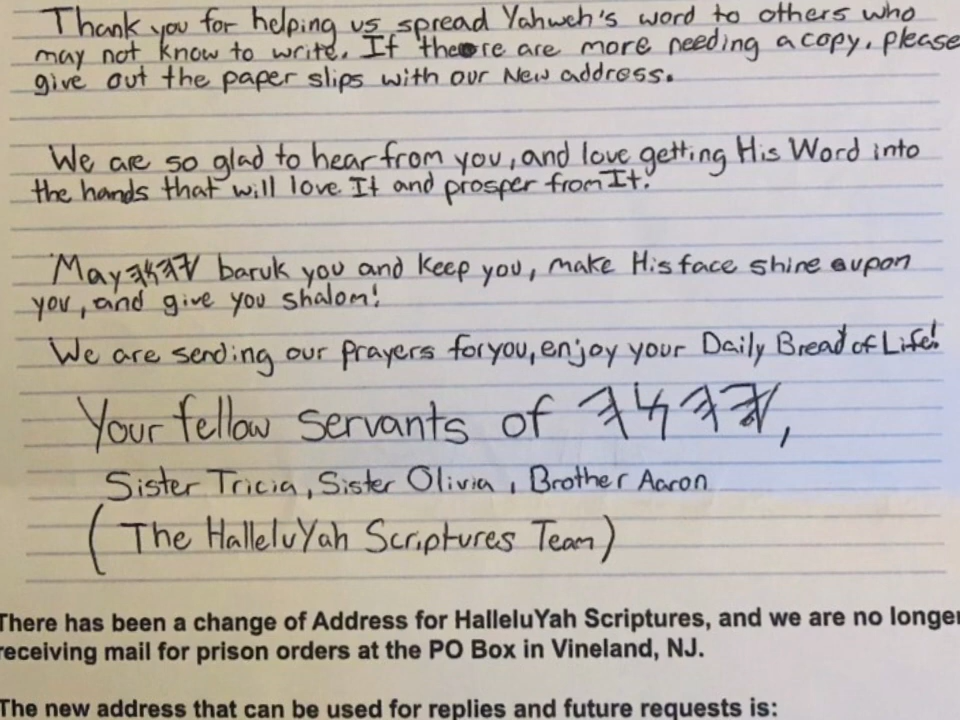 Thank you for helping us spread Yahweh's word to others who
may not know to write. If there are more needing a copy, please
give out the paper slips with our New address.
We are so glad to hear from you, and love getting His Word into
the hands that will love It and prosper from It.
May 𐤉𐤄𐤅𐤄 baruk you and keep you, make His face shine upon
you, and give you shalom!
We are sending our prayers for you, enjoy your Daily Bread of Life!
Your fellow servants of 𐤉𐤄𐤅𐤄,
Sister Tricia, Sister Olivia, Brother Aaron
(The HalleluYah Scriptures Team)
There has been a change of Address for HalleluYah Scriptures, and we are no longer
receiving mail for prison orders at the PO Box in Vineland, NJ.
The new address that can be used for replies and future requests is: